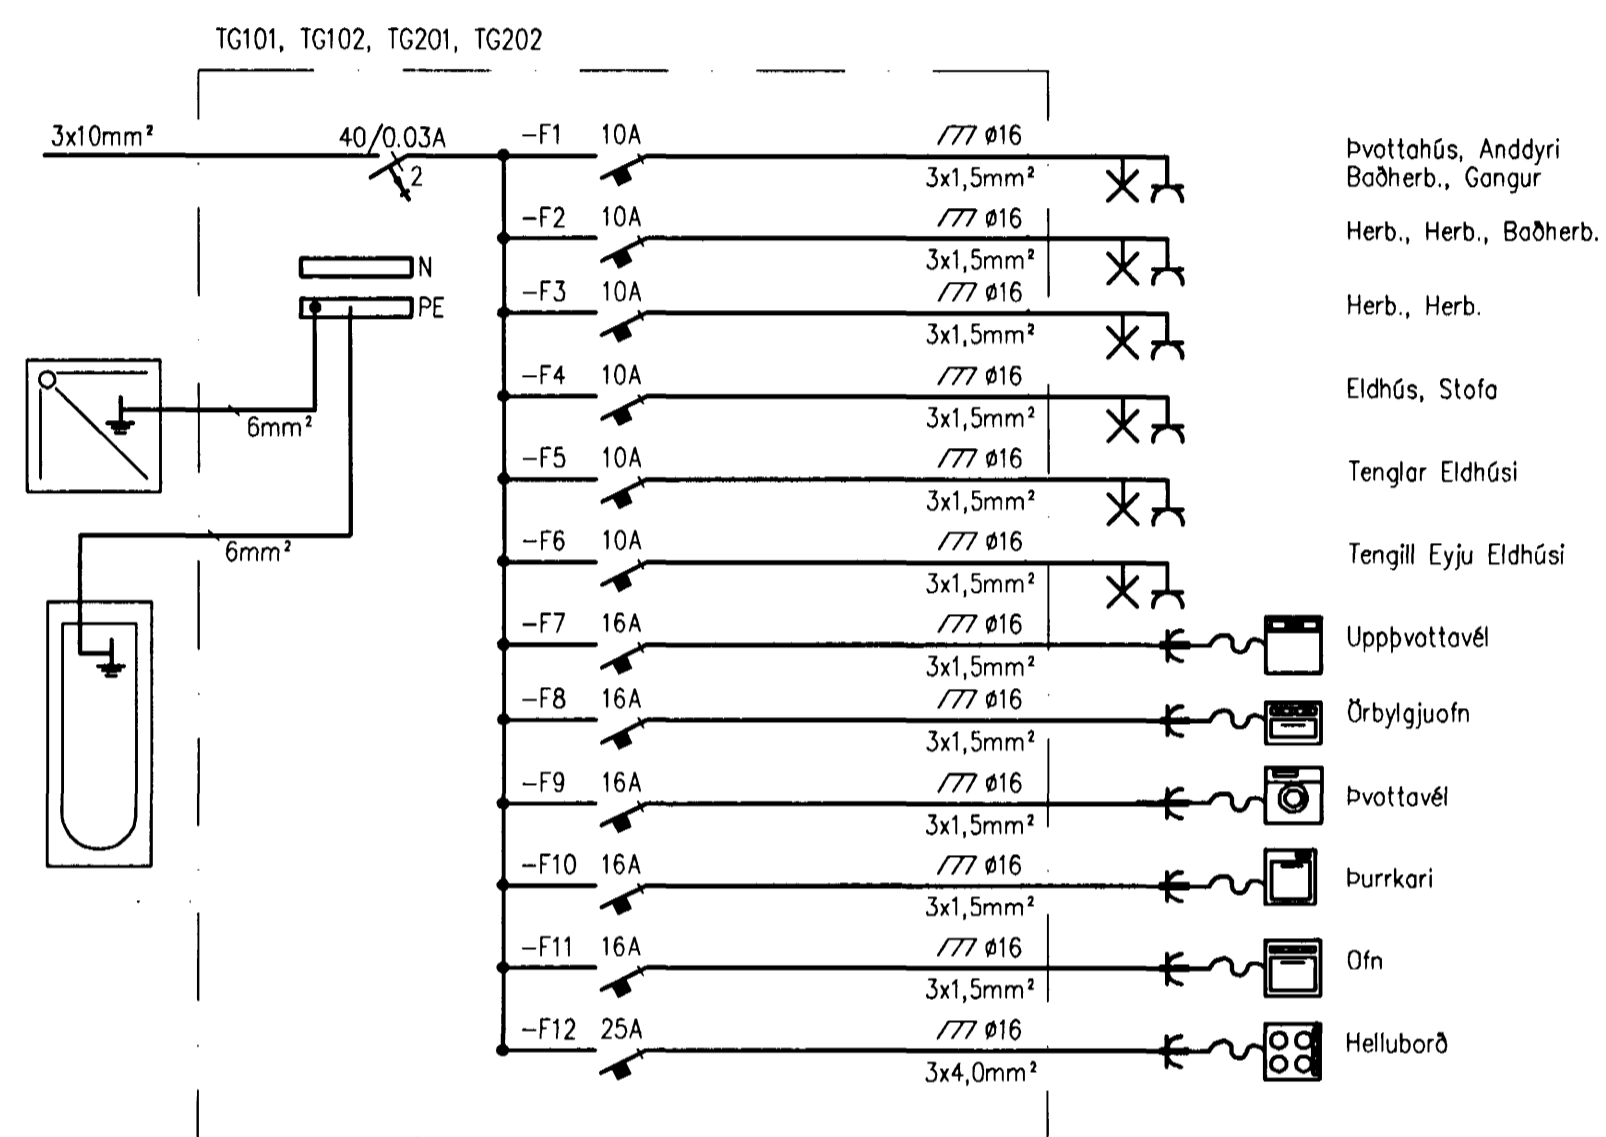 TG101, TG102, TG201, TG202
3x10mm²
40/0.03A
2
N
PE
6mm²
6mm²
-F1 10A ø16
3x1,5mm²
Þvottahús, Anddyri
Baðherb., Gangur
-F2 10A ø16
3x1,5mm²
Herb., Herb., Baðherb.
-F3 10A ø16
3x1,5mm²
Herb., Herb.
-F4 10A ø16
3x1,5mm²
Eldhús, Stofa
-F5 10A ø16
3x1,5mm²
Tenglar Eldhúsi
-F6 10A ø16
3x1,5mm²
Tengill Eyju Eldhúsi
-F7 16A ø16
3x1,5mm²
Uppþvottavél
-F8 16A ø16
3x1,5mm²
Örbylgjuofn
-F9 16A ø16
3x1,5mm²
Þvottavél
-F10 16A ø16
3x1,5mm²
Þurrkari
-F11 16A ø16
3x1,5mm²
Ofn
-F12 25A ø16
3x4,0mm²
Helluborð